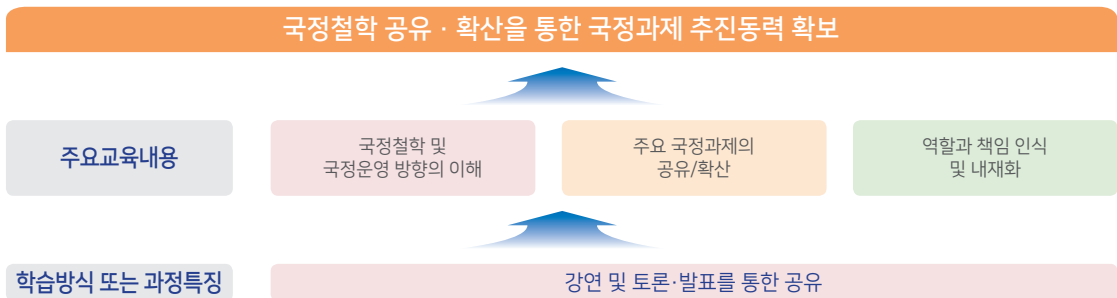 국정철학 공유 · 확산을 통한 국정과제 추진동력 확보
주요교육내용
국정철학 및
국정운영 방향의 이해
주요 국정과제의
공유/확산
역할과 책임 인식
및 내재화
학습방식 또는 과정특징
강연 및 토론·발표를 통한 공유